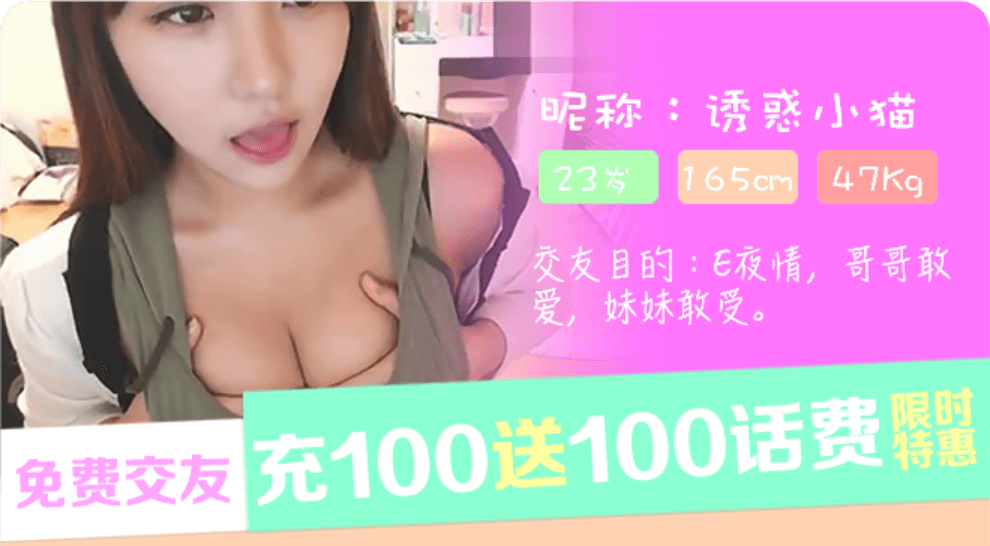 昵称：诱惑小猫
23岁 165cm 47Kg
交友目的：E夜情，哥哥敢
爱，妹妹敢受。
免费交友
充100送100话费
限时
特惠